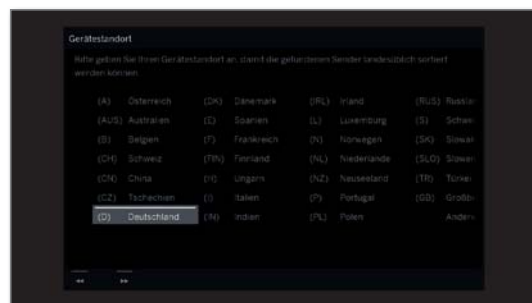 Gerätestandort
Bitte geben Sie Ihren Gerätestandort an, damit die gefundenen Sender landesüblich sortiert
werden können.
(A) Österreich (DK) Dänemark (IRL) Irland (RUS) Russla
(AUS) Australien (E) Spanien (L) Luxemburg (S) Schwe
(B) Belgien (F) Frankreich (N) Norwegen (SK) Slowa
(CH) Schweiz (FIN) Finnland (NL) Niederlande (SLO) Slowe
(CN) China (H) Ungarn (NZ) Neuseeland (TR) Türkei
(CZ) Tschechien (I) Italien (P) Portugal (GB) Großb
(D) Deutschland (IN) Indien (PL) Polen Ander